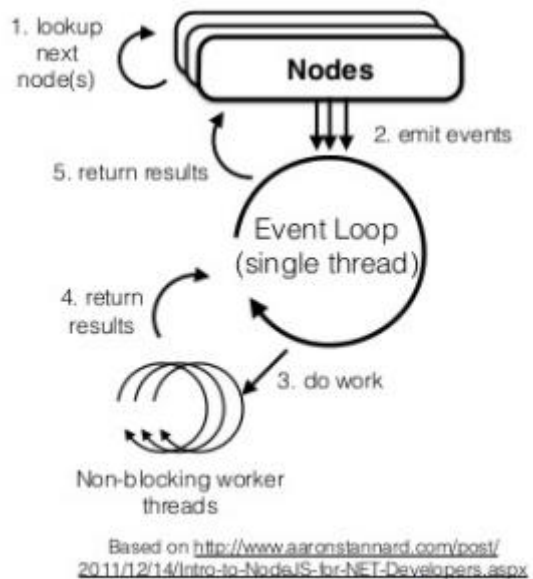 1. lookup
next
node(s)
Nodes
2. emit events
5. return results
Event Loop
(single thread)
4. return
results
3. do work
Non-blocking worker
threads
Based on http://www.aaronstannard.com/post/
2011/12/14/Intro-to-NodeJS-for-NET-Developers.aspx